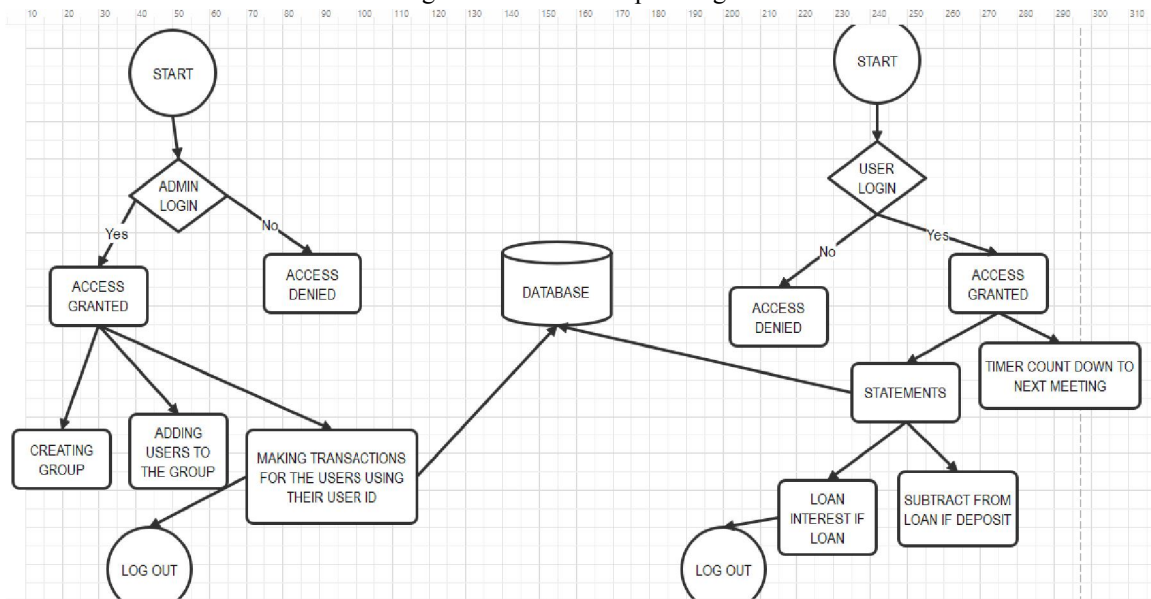 10 20 30 40 50 60 70 80 90 100 110 120 130 140 150 160 170 180 190 200 210 220 230 240 250 260 270 280 290 300 310
START
START
ADMIN
LOGIN
USER
LOGIN
Yes
No
No
Yes
ACCESS
GRANTED
ACCESS
DENIED
DATABASE
ACCESS
DENIED
ACCESS
GRANTED
STATEMENTS
TIMER COUNT DOWN TO
NEXT MEETING
CREATING
GROUP
ADDING
USERS TO
THE GROUP
MAKING TRANSACTIONS
FOR THE USERS USING
THEIR USER ID
LOAN
INTEREST IF
LOAN
SUBTRACT FROM
LOAN IF DEPOSIT
LOG OUT
LOG OUT